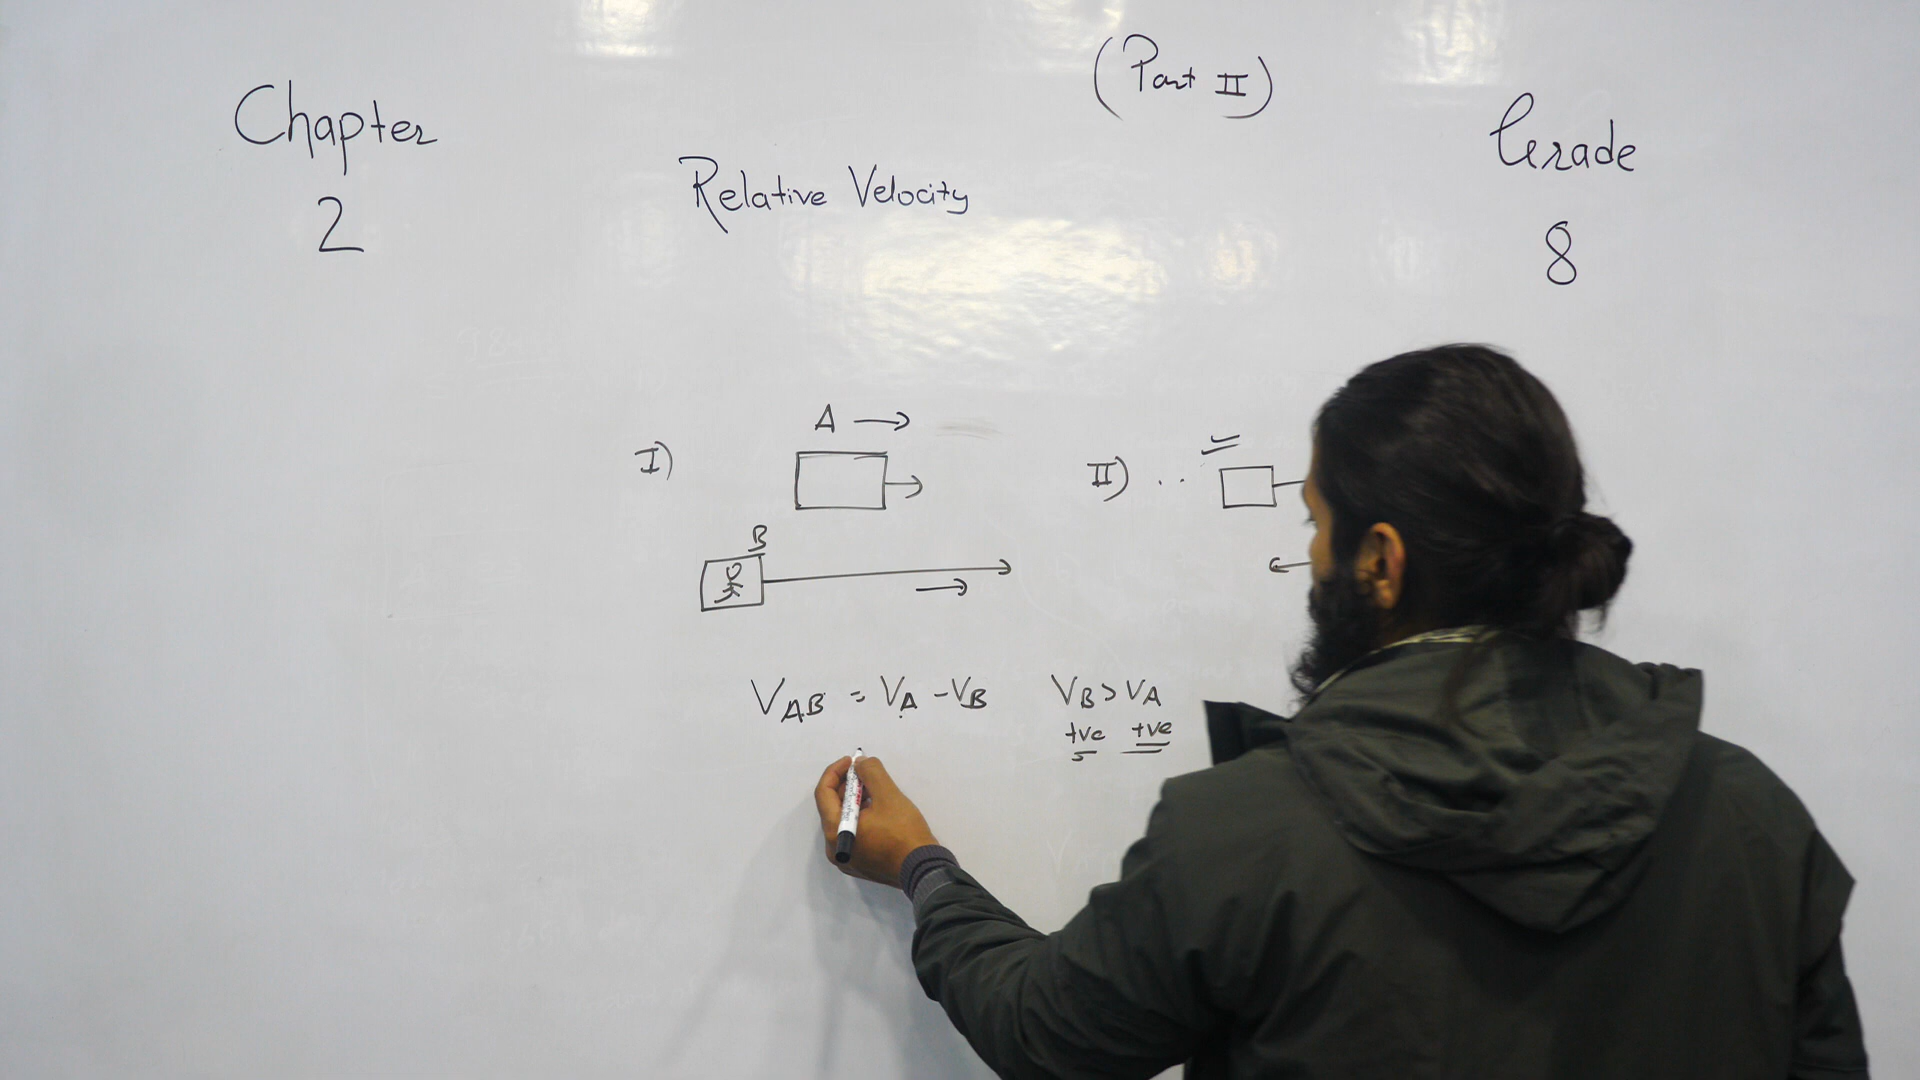 (Part II)
Chapter
2
Grade
8
Relative Velocity
I)
A
B
II) ..
V_AB = V_A - V_B
V_B > V_A
+ve +ve